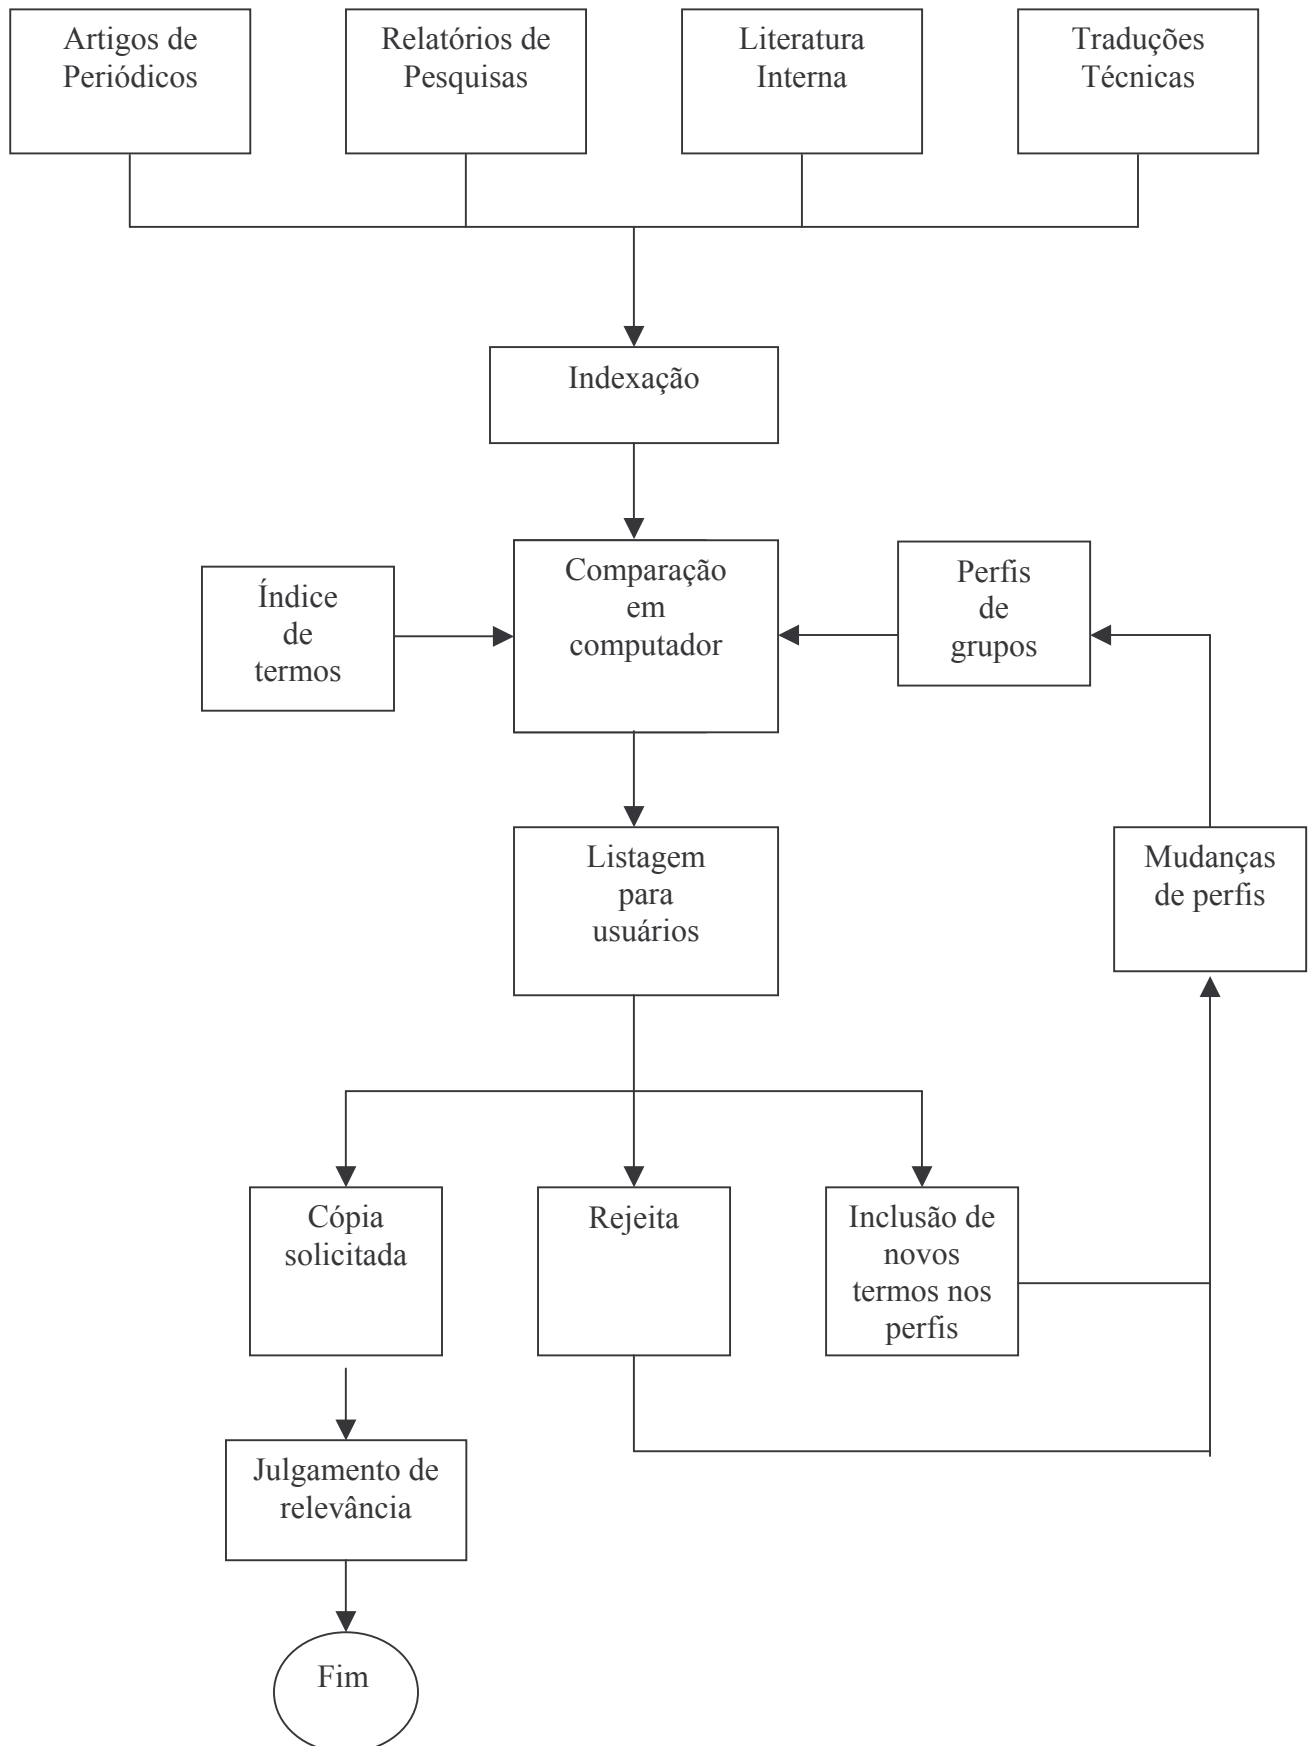 Artigos de
Periódicos
Relatórios de
Pesquisas
Literatura
Interna
Traduções
Técnicas
Indexação
Índice
de
termos
Comparação
em
computador
Perfis
de
grupos
Listagem
para
usuários
Mudanças
de perfis
Cópia
solicitada
Rejeita
Inclusão de
novos
termos nos
perfis
Julgamento de
relevância
Fim